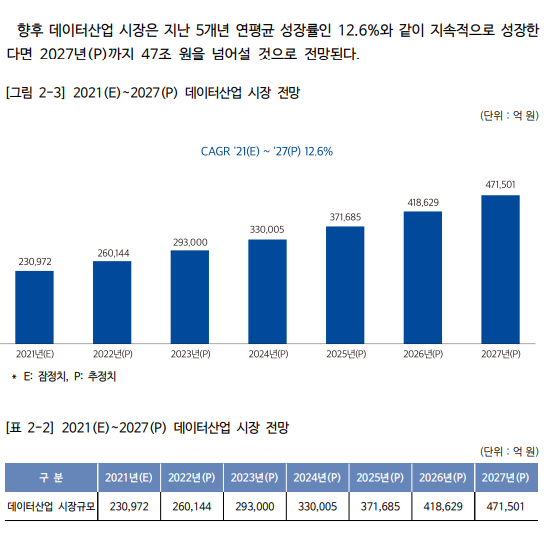 향후 데이터산업 시장은 지난 5개년 연평균 성장률인 12.6%와 같이 지속적으로 성장한
다면 2027년(P)까지 47조 원을 넘어설 것으로 전망된다.
[그림 2-3] 2021(E)~2027(P) 데이터산업 시장 전망
(단위 : 억 원)
CAGR '21(E) ~ '27(P) 12.6%
230,972 260,144 293,000 330,005 371,685 418,629 471,501
2021년(E) 2022년(P) 2023년(P) 2024년(P) 2025년(P) 2026년(P) 2027년(P)
* E: 잠정치, P: 추정치
[표 2-2] 2021(E)~2027(P) 데이터산업 시장 전망
(단위 : 억 원)
구 분 2021년(E) 2022년(P) 2023년(P) 2024년(P) 2025년(P) 2026년(P) 2027년(P)
데이터산업 시장규모 230,972 260,144 293,000 330,005 371,685 418,629 471,501